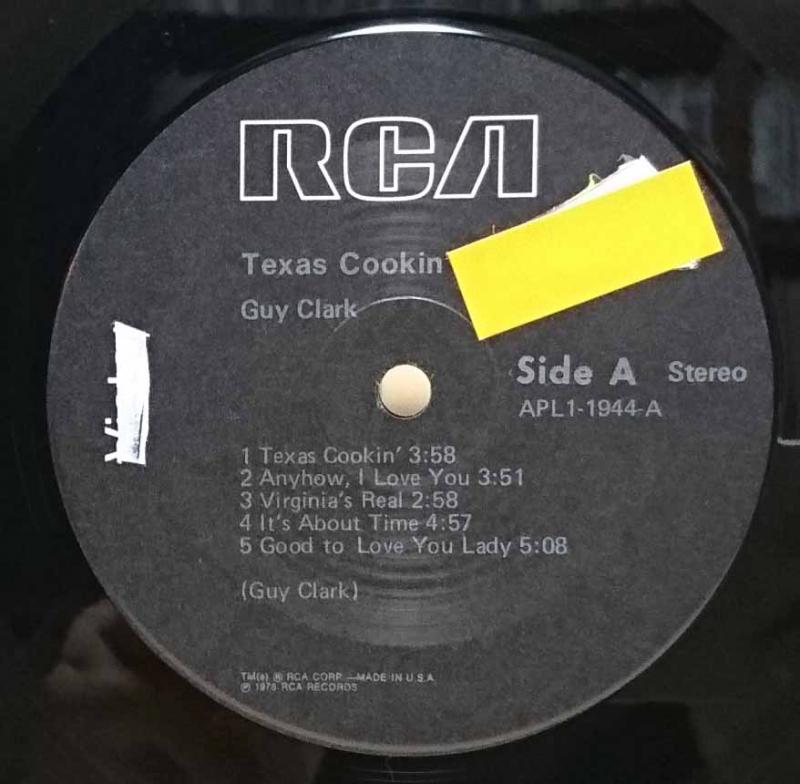 RCA
Texas Cookin'
Guy Clark
Side A Stereo
APL1-1944-A
1 Texas Cookin' 3:58
2 Anyhow, I Love You 3:51
3 Virginia's Real 2:58
4 It's About Time 4:57
5 Good to Love You Lady 5:08
(Guy Clark)
TM(s) ® RCA CORP.—MADE IN U.S.A.
℗ 1976 RCA RECORDS